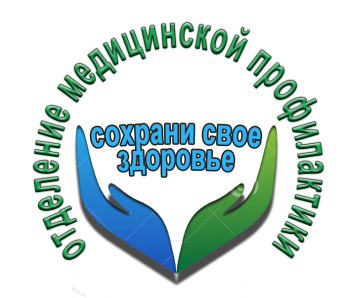 отделение медицинской профилактики
сохрани свое
здоровье